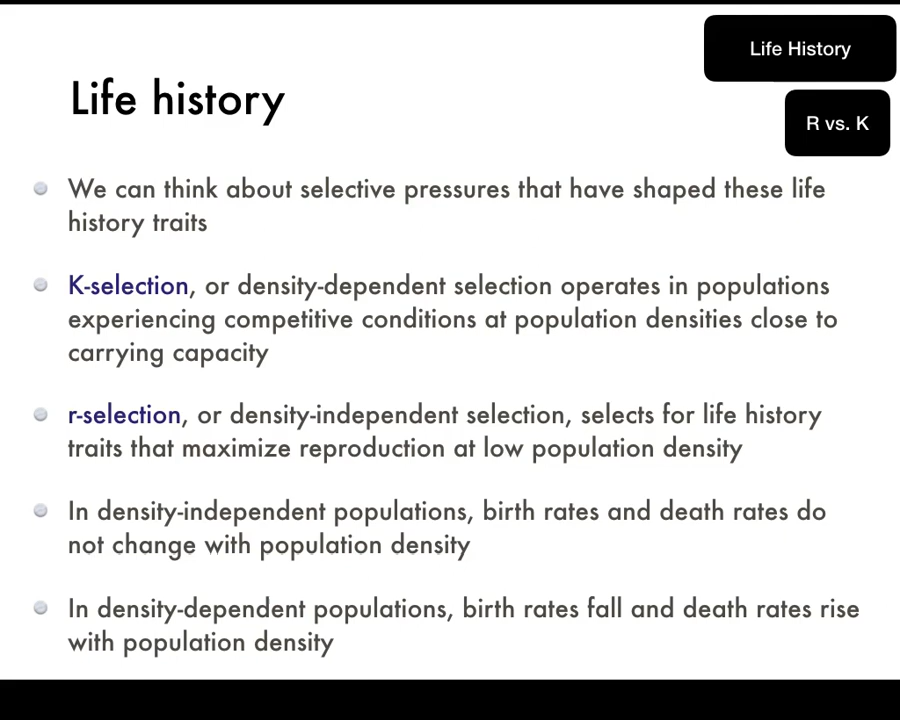 Life History
R vs. K
Life history
We can think about selective pressures that have shaped these life
history traits
K-selection, or density-dependent selection operates in populations
experiencing competitive conditions at population densities close to
carrying capacity
r-selection, or density-independent selection, selects for life history
traits that maximize reproduction at low population density
In density-independent populations, birth rates and death rates do
not change with population density
In density-dependent populations, birth rates fall and death rates rise
with population density